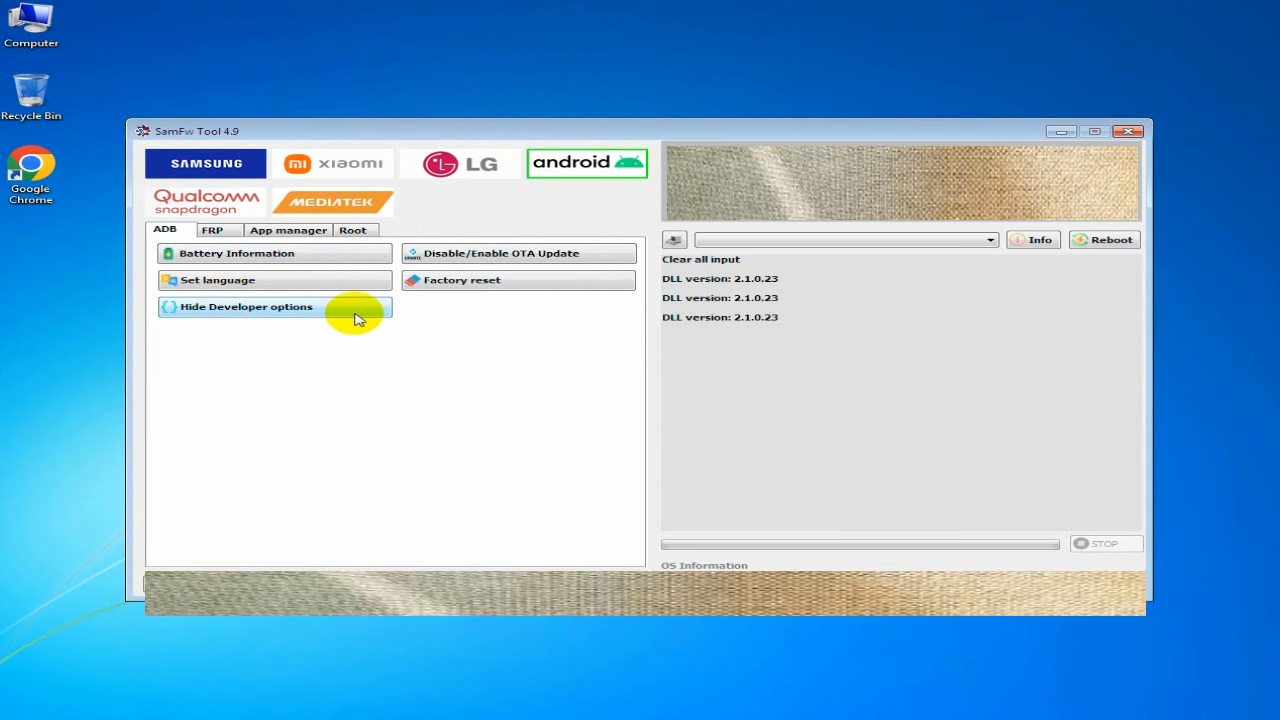 Computer
Recycle Bin
Google
Chrome
SamFw Tool 4.9
SAMSUNG
mi xiaomi
LG
android
Qualcomm
snapdragon
MEDIATEK
ADB
FRP
App manager
Root
Battery Information
Disable/Enable OTA Update
Set language
Factory reset
Hide Developer options
Info
Reboot
Clear all input
DLL version: 2.1.0.23
DLL version: 2.1.0.23
DLL version: 2.1.0.23
STOP
OS Information